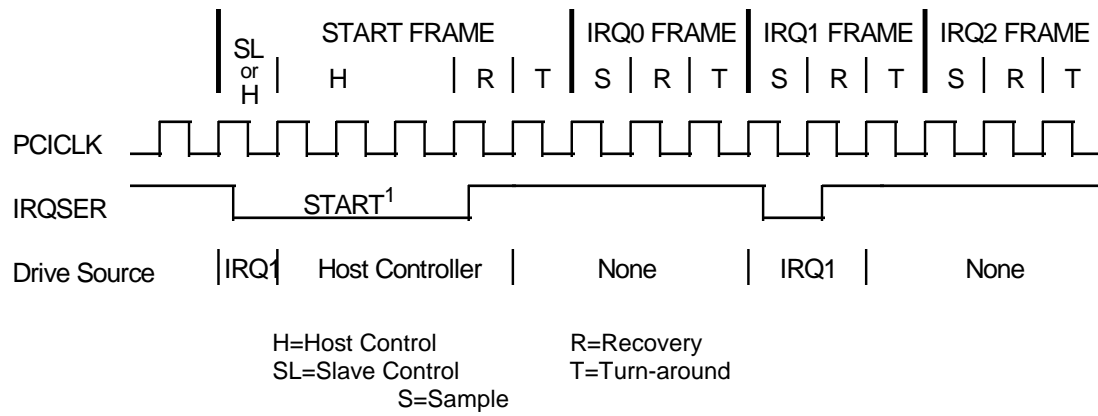 START FRAME IRQ0 FRAME IRQ1 FRAME IRQ2 FRAME
SL
or
H
H R T S R T S R T S R T
PCICLK
IRQSER START1
Drive Source IRQ1 Host Controller None IRQ1 None
H=Host Control R=Recovery
SL=Slave Control T=Turn-around
S=Sample